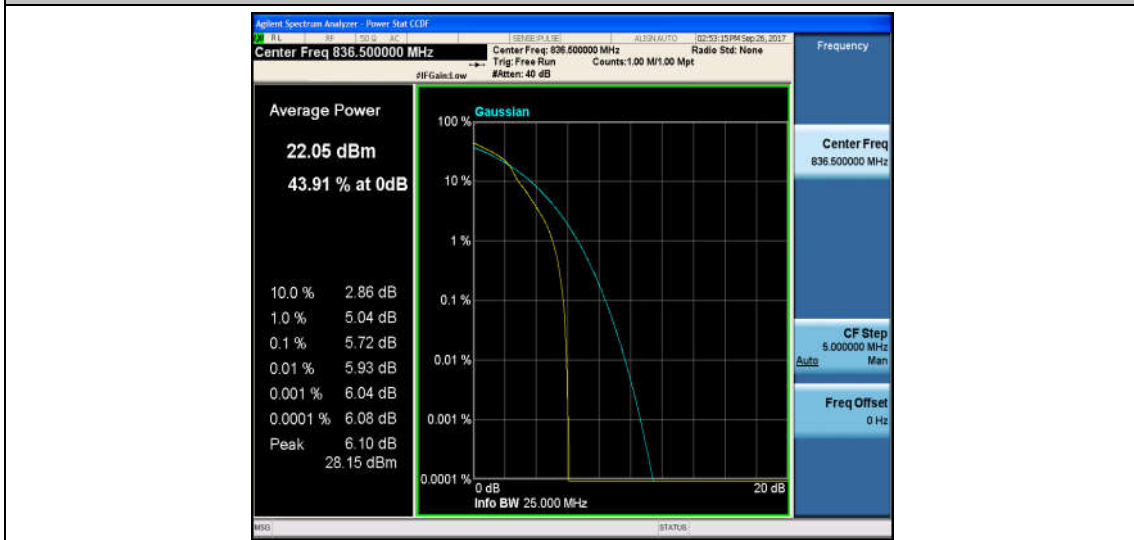 Agilent Spectrum Analyzer - Power Stat CCDF
RL RF 50 Ω AC SENSE:PULSE ALIGN AUTO 02:53:15 PM Sep 26, 2017
Center Freq 836.500000 MHz
Center Freq: 836.500000 MHz Radio Std: None
Trig: Free Run Counts:1.00 M/1.00 Mpt
#IFGain:Low #Atten: 40 dB
Frequency
Average Power
22.05 dBm
43.91 % at 0dB
10.0 % 2.86 dB
1.0 % 5.04 dB
0.1 % 5.72 dB
0.01 % 5.93 dB
0.001 % 6.04 dB
0.0001 % 6.08 dB
Peak 6.10 dB
28.15 dBm
Gaussian
100 %
10 %
1 %
0.1 %
0.01 %
0.001 %
0.0001 %
0 dB 20 dB
Info BW 25.000 MHz
Center Freq
836.500000 MHz
CF Step
5.000000 MHz
Auto Man
Freq Offset
0 Hz
MSG STATUS